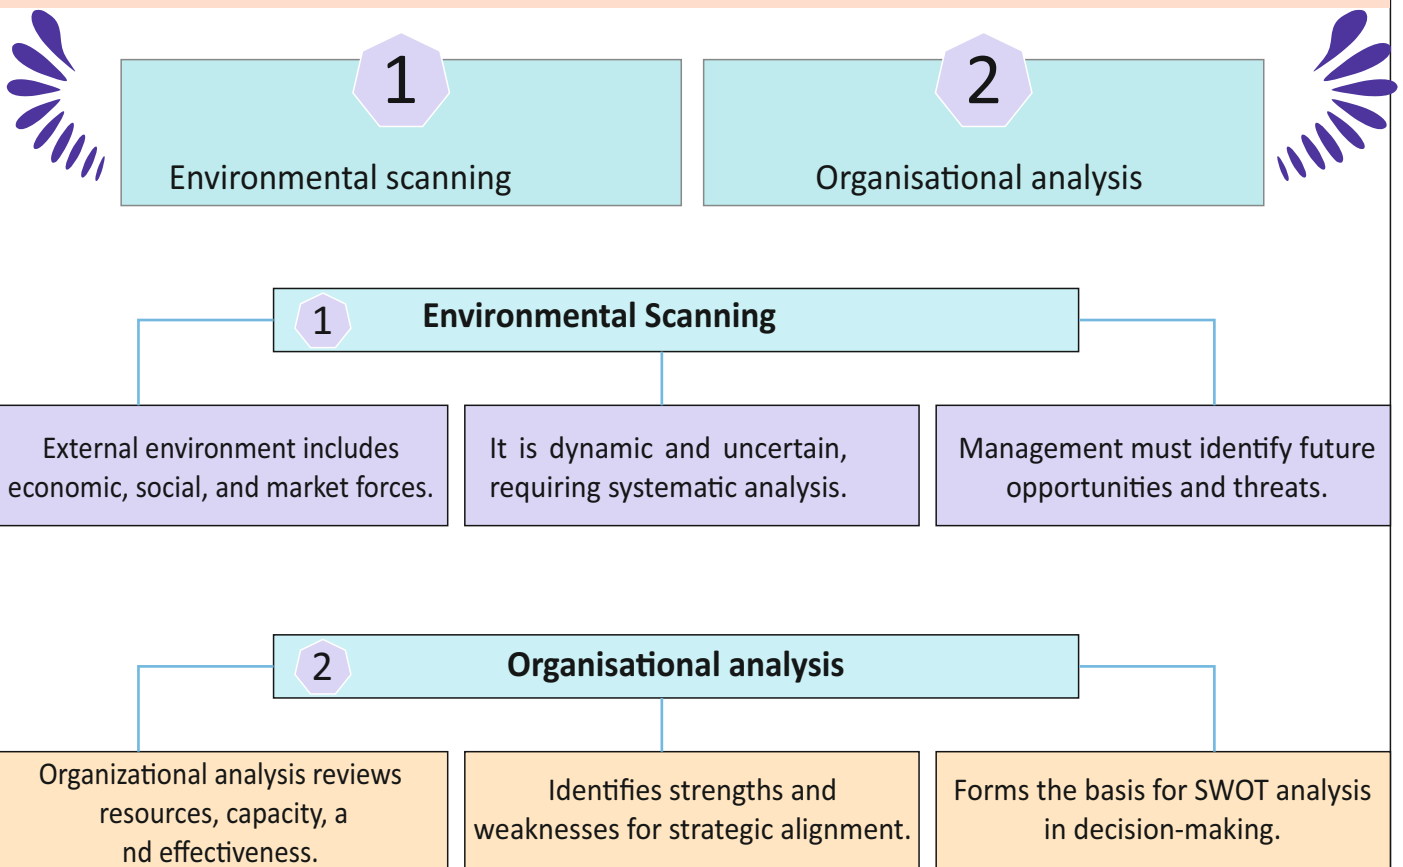 1
Environmental scanning
2
Organisational analysis
1
Environmental Scanning
External environment includes
economic, social, and market forces.
It is dynamic and uncertain,
requiring systematic analysis.
Management must identify future
opportunities and threats.
2
Organisational analysis
Organizational analysis reviews
resources, capacity, a
nd effectiveness.
Identifies strengths and
weaknesses for strategic alignment.
Forms the basis for SWOT analysis
in decision-making.